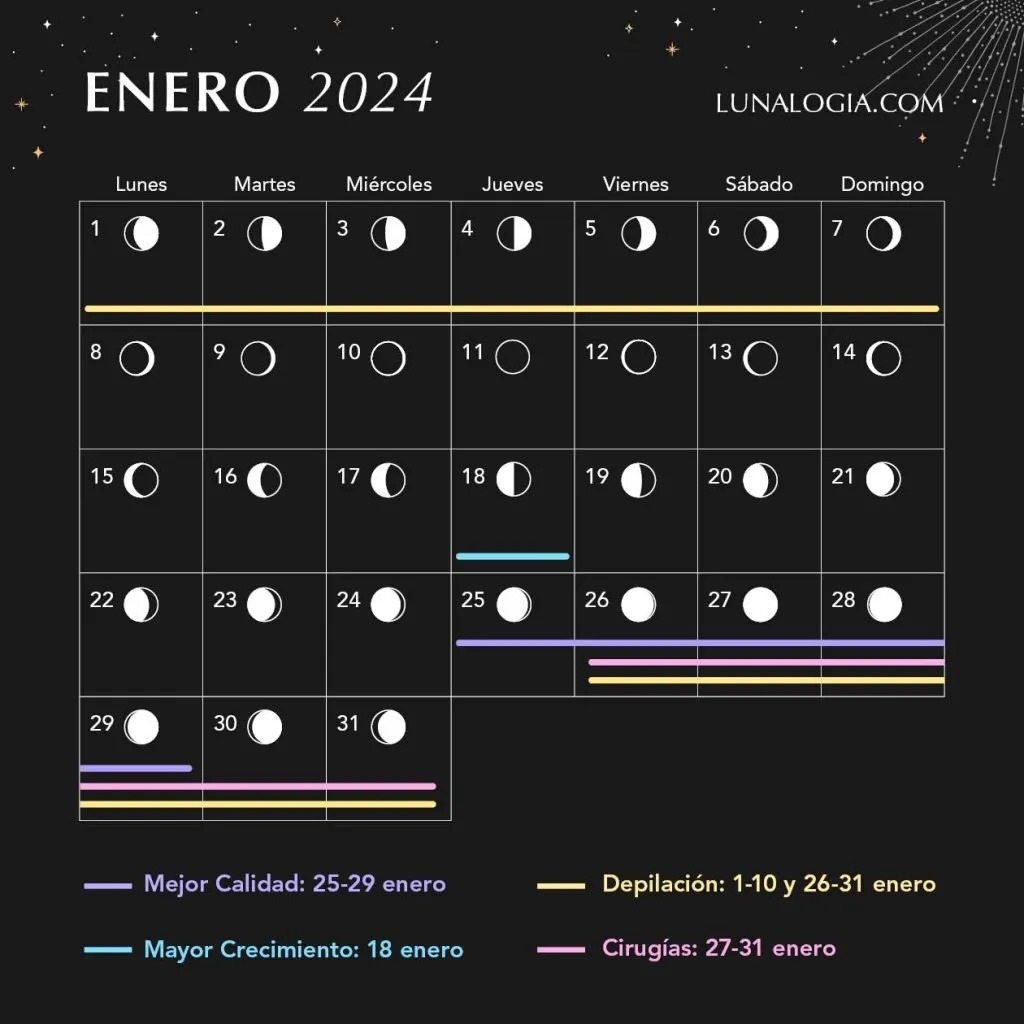 ENERO 2024
LUNALOGIA.COM
Lunes Martes Miércoles Jueves Viernes Sábado Domingo
1 2 3 4 5 6 7
8 9 10 11 12 13 14
15 16 17 18 19 20 21
22 23 24 25 26 27 28
29 30 31
Mejor Calidad: 25-29 enero
Depilación: 1-10 y 26-31 enero
Mayor Crecimiento: 18 enero
Cirugías: 27-31 enero